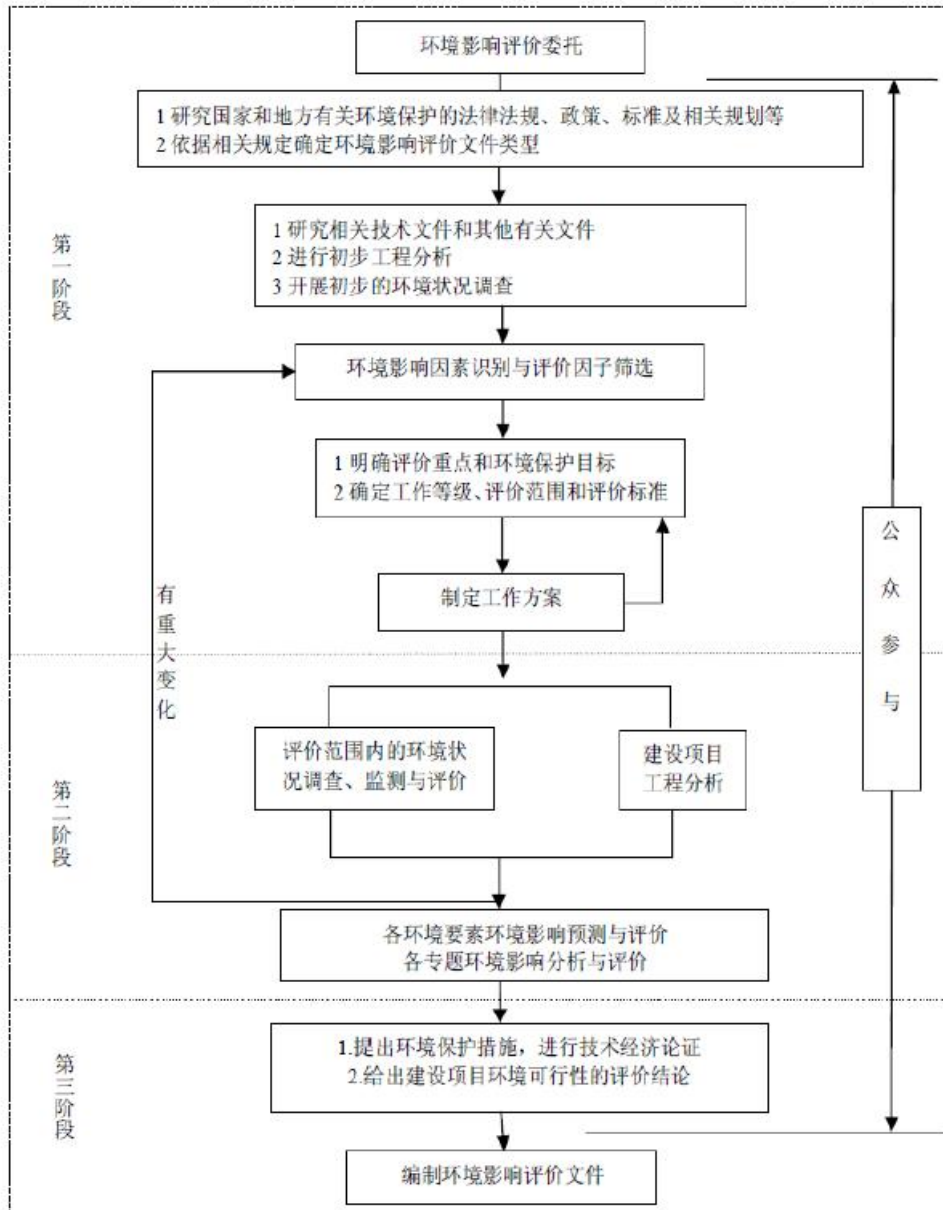 环境影响评价委托
1 研究国家和地方有关环境保护的法律法规、政策、标准及相关规划等
2 依据相关规定确定环境影响评价文件类型
第一阶段
1 研究相关技术文件和其他有关文件
2 进行初步工程分析
3 开展初步的环境状况调查
环境影响因素识别与评价因子筛选
1 明确评价重点和环境保护目标
2 确定工作等级、评价范围和评价标准
制定工作方案
公众参与
有重大变化
第二阶段
评价范围内的环境状
况调查、监测与评价
建设项目
工程分析
各环境要素环境影响预测与评价
各专题环境影响分析与评价
第三阶段
1.提出环境保护措施，进行技术经济论证
2.给出建设项目环境可行性的评价结论
编制环境影响评价文件